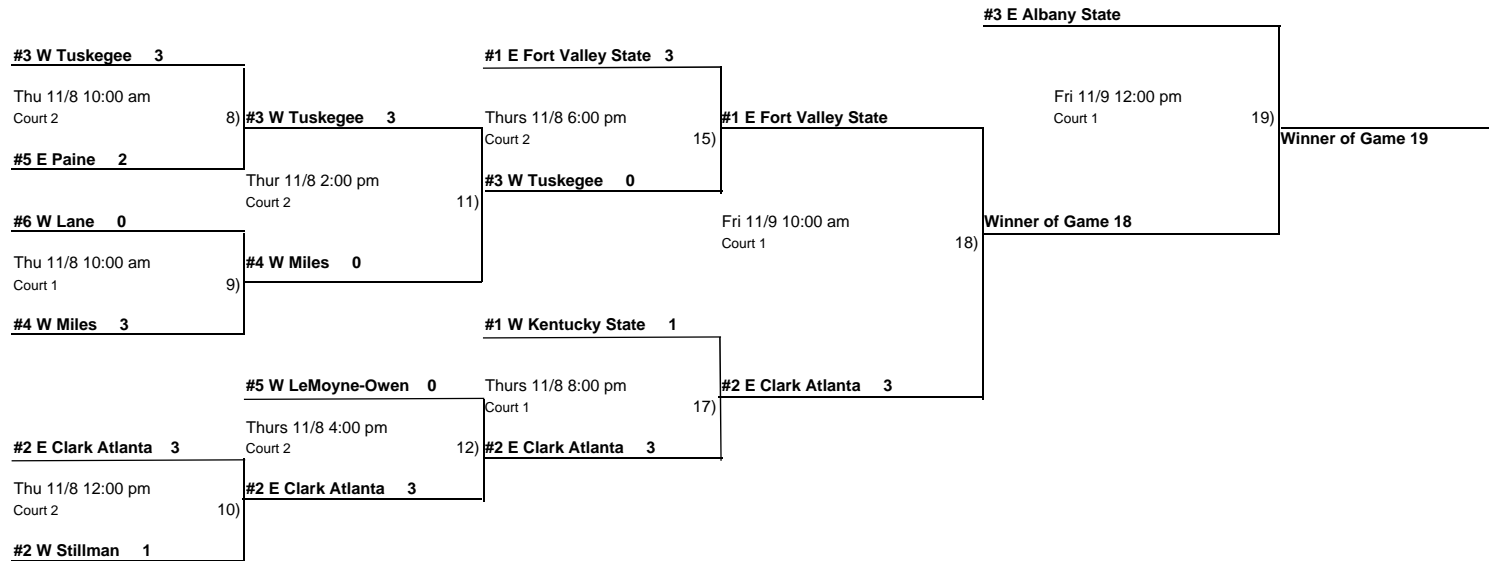 #3 E Albany State
#3 W Tuskegee 3
#1 E Fort Valley State 3
Thu 11/8 10:00 am
Court 2
8)
#5 E Paine 2
#3 W Tuskegee 3
Thurs 11/8 6:00 pm
Court 2
15)
#1 E Fort Valley State
Fri 11/9 12:00 pm
Court 1
19)
Winner of Game 19
Thur 11/8 2:00 pm
Court 2
11)
#3 W Tuskegee 0
#6 W Lane 0
Thu 11/8 10:00 am
Court 1
9)
#4 W Miles 3
#4 W Miles 0
Fri 11/9 10:00 am
Court 1
18)
Winner of Game 18
#1 W Kentucky State 1
#5 W LeMoyne-Owen 0
Thurs 11/8 8:00 pm
Court 1
17)
#2 E Clark Atlanta 3
Thurs 11/8 4:00 pm
Court 2
12)
#2 E Clark Atlanta 3
#2 E Clark Atlanta 3
Thu 11/8 12:00 pm
Court 2
10)
#2 E Clark Atlanta 3
#2 W Stillman 1